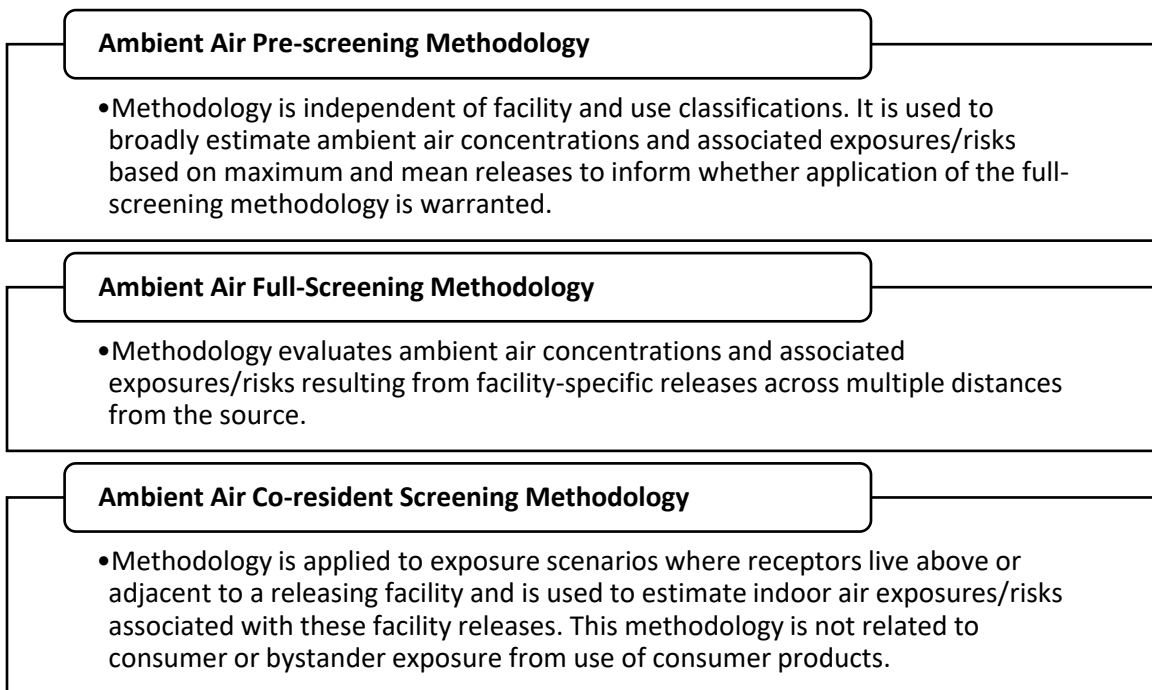 Ambient Air Pre-screening Methodology
•Methodology is independent of facility and use classifications. It is used to
broadly estimate ambient air concentrations and associated exposures/risks
based on maximum and mean releases to inform whether application of the full-
screening methodology is warranted.
Ambient Air Full-Screening Methodology
•Methodology evaluates ambient air concentrations and associated
exposures/risks resulting from facility-specific releases across multiple distances
from the source.
Ambient Air Co-resident Screening Methodology
•Methodology is applied to exposure scenarios where receptors live above or
adjacent to a releasing facility and is used to estimate indoor air exposures/risks
associated with these facility releases. This methodology is not related to
consumer or bystander exposure from use of consumer products.